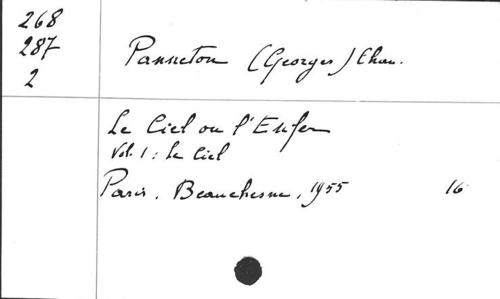 268
287
2
Panneton (Georges) Chan.
Le Ciel ou l'Enfer
Vol. 1 : Le Ciel
Paris, Beauchesne, 1955 16